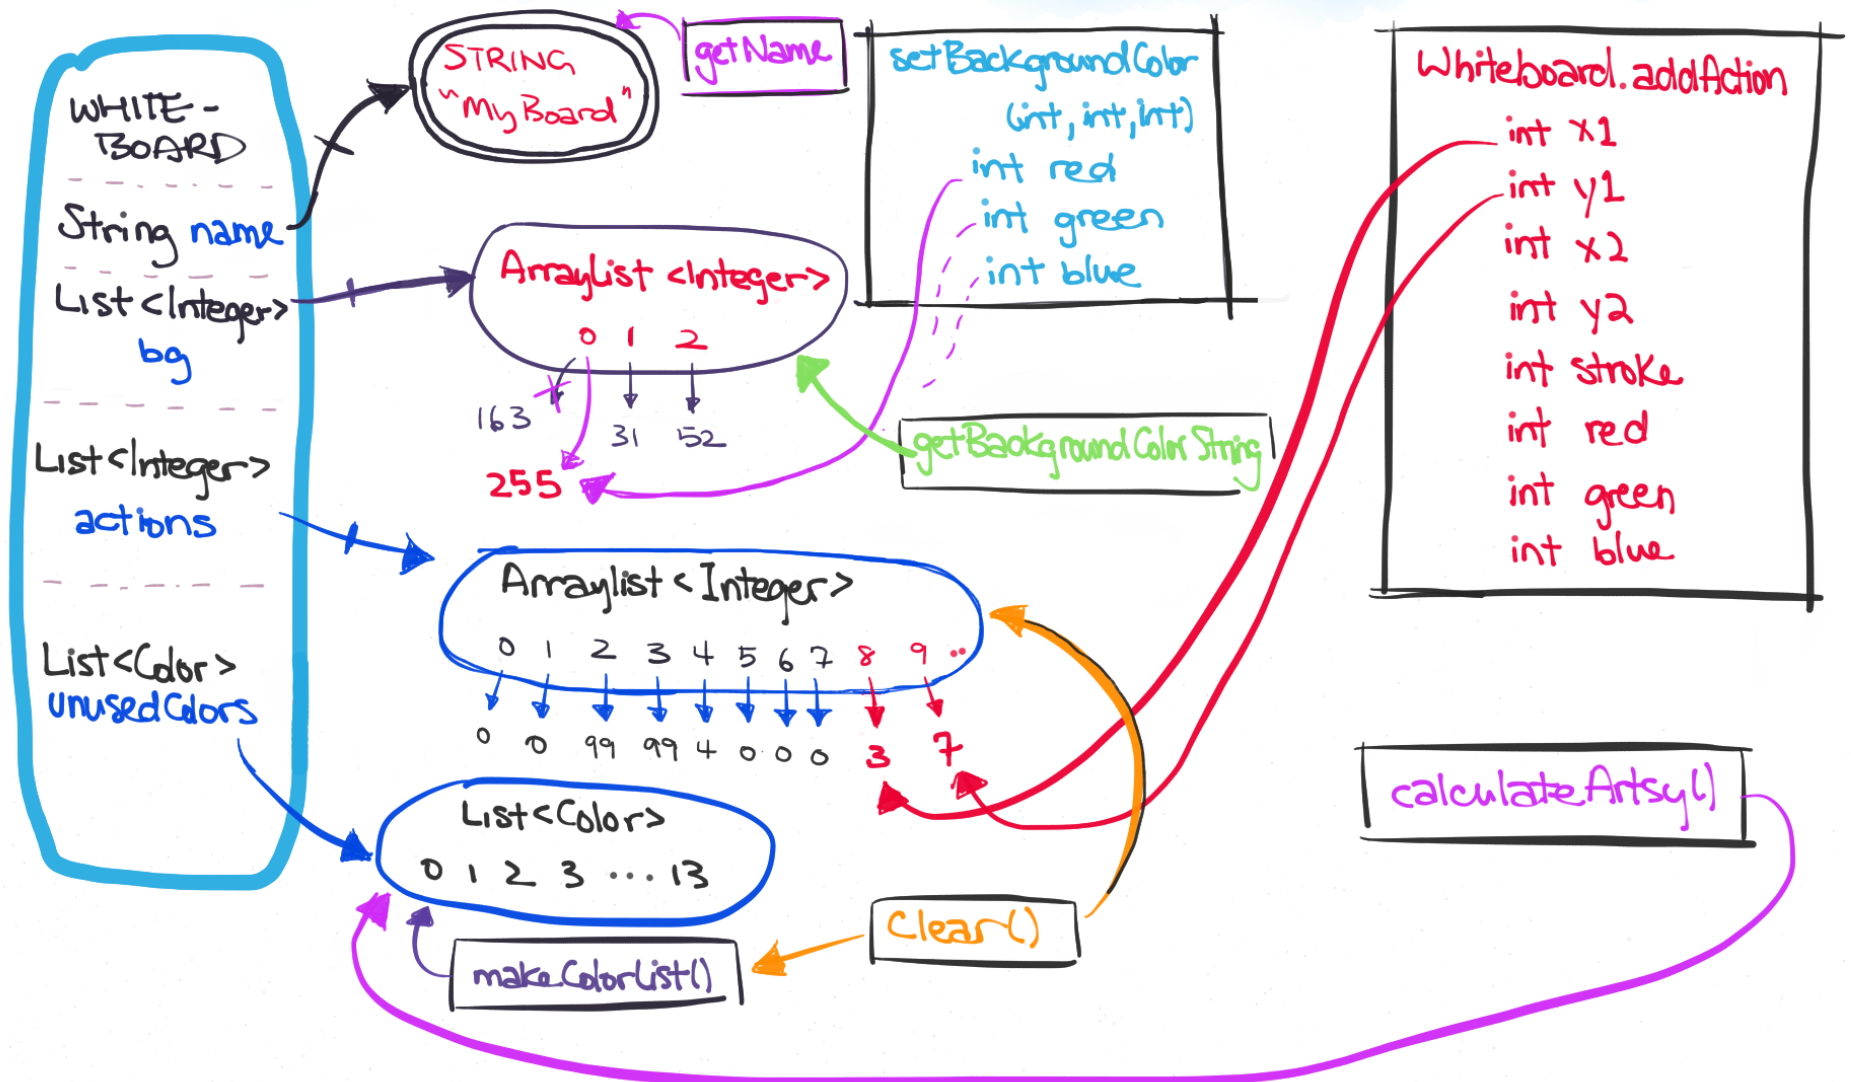 WHITE-
BOARD
String name
List<Integer>
bg
List<Integer>
actions
List<Color>
unusedColors
STRING
"My Board"
getName
ArrayList <Integer>
0 1 2
163 31 52
255
setBackgroundColor
(int, int, int)
int red
int green
int blue
getBackgroundColorString
Whiteboard.addAction
int x1
int y1
int x2
int y2
int stroke
int red
int green
int blue
Arraylist <Integer>
0 1 2 3 4 5 6 7 8 9 ..
0 0 99 99 4 0 0 0 3 7
List<Color>
0 1 2 3 ... 13
makeColorList()
Clear()
calculateArtsy()